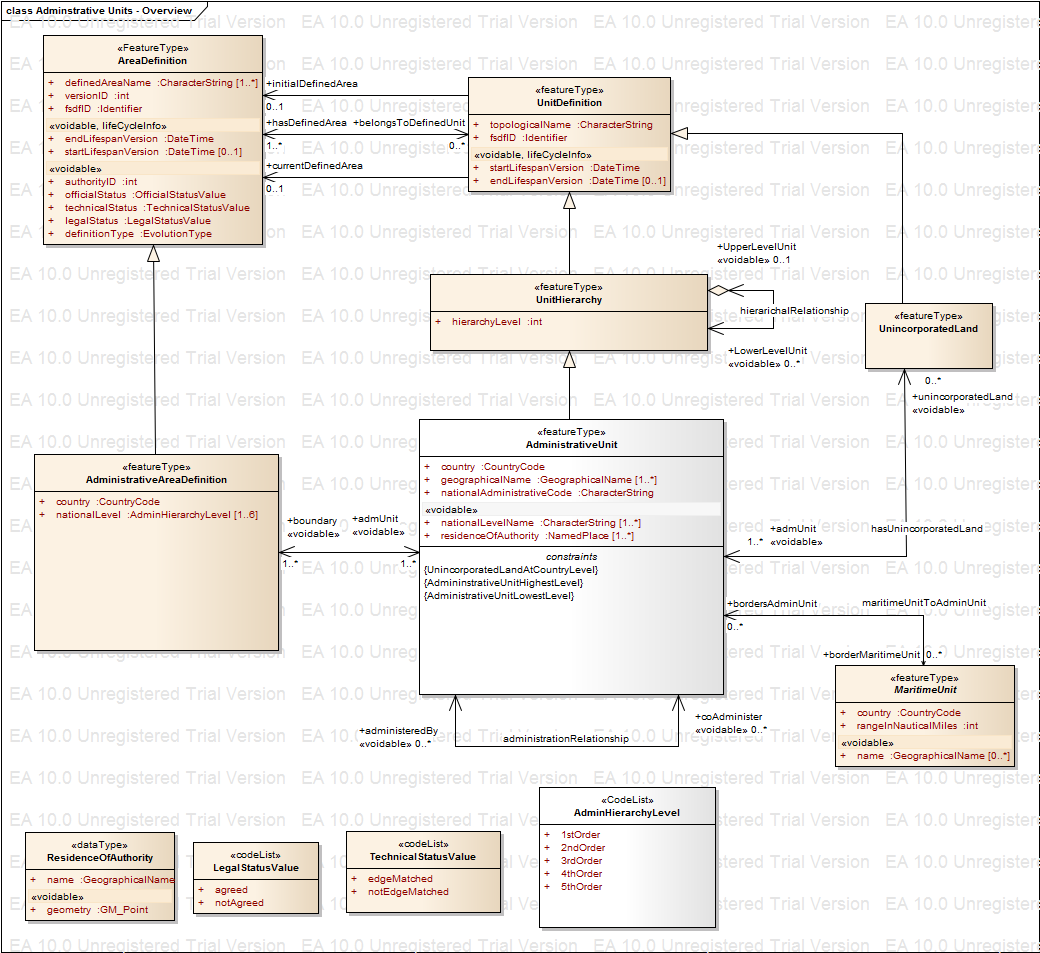 class Adminstrative Units - Overview
«FeatureType»
AreaDefinition
+ definedAreaName :CharacterString [1..*]
+ versionID :int
+ fsdfID :Identifier
«voidable, lifeCycleInfo»
+ endLifespanVersion :DateTime
+ startLifespanVersion :DateTime [0..1]
«voidable»
+ authorityID :int
+ officialStatus :OfficialStatusValue
+ technicalStatus :TechnicalStatusValue
+ legalStatus :LegalStatusValue
+ definitionType :EvolutionType
+initialDefinedArea
0..1
+hasDefinedArea +belongsToDefinedUnit
1..* 0..*
+currentDefinedArea
0..1
«featureType»
UnitDefinition
+ topologicalName :CharacterString
+ fsdfID :Identifier
«voidable, lifeCycleInfo»
+ startLifespanVersion :DateTime
+ endLifespanVersion :DateTime [0..1]
+UpperLevelUnit
«voidable» 0..1
«featureType»
UnitHierarchy
+ hierarchyLevel :int
hierarichalRelationship
+LowerLevelUnit
«voidable» 0..*
«featureType»
UnincorporatedLand
0..*
+unincorporatedLand
«voidable»
«featureType»
AdministrativeUnit
+ country :CountryCode
+ geographicalName :GeographicalName [1..*]
+ nationalAdministrativeCode :CharacterString
«voidable»
+ nationalLevelName :CharacterString [1..*]
+ residenceOfAuthority :NamedPlace [1..*]
constraints
{UnincorporatedLandAtCountryLevel}
{AdmininstrativeUnitHighestLevel}
{AdministrativeUnitLowestLevel}
«featureType»
AdministrativeAreaDefinition
+ country :CountryCode
+ nationalLevel :AdminHierarchyLevel [1..6]
+boundary
«voidable»
1..*
+admUnit
«voidable»
1..*
+admUnit
1..* «voidable»
hasUnincorporatedLand
+bordersAdminUnit
0..*
maritimeUnitToAdminUnit
+borderMaritimeUnit 0..*
«featureType»
MaritimeUnit
+ country :CountryCode
+ rangeInNauticalMiles :int
«voidable»
+ name :GeographicalName [0..*]
+administeredBy
«voidable» 0..*
administrationRelationship
+coAdminister
«voidable» 0..*
«dataType»
ResidenceOfAuthority
+ name :GeographicalName
«voidable»
+ geometry :GM_Point
«codeList»
LegalStatusValue
+ agreed
+ notAgreed
«codeList»
TechnicalStatusValue
+ edgeMatched
+ notEdgeMatched
«CodeList»
AdminHierarchyLevel
+ 1stOrder
+ 2ndOrder
+ 3rdOrder
+ 4thOrder
+ 5thOrder